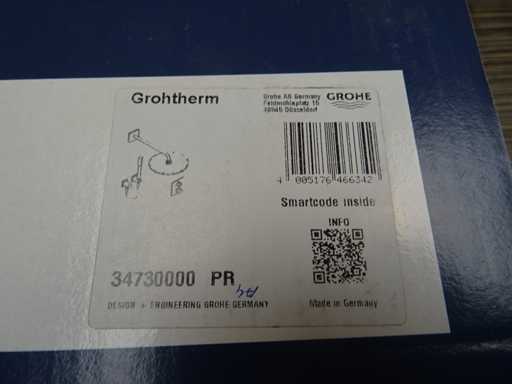 Grohtherm
Grohe AG Germany
Feldmühleplatz 15
40545 Düsseldorf
GROHE
4 005176 466342
Smartcode inside
INFO
34730000 PR
A4
DESIGN + ENGINEERING GROHE GERMANY
Made in Germany